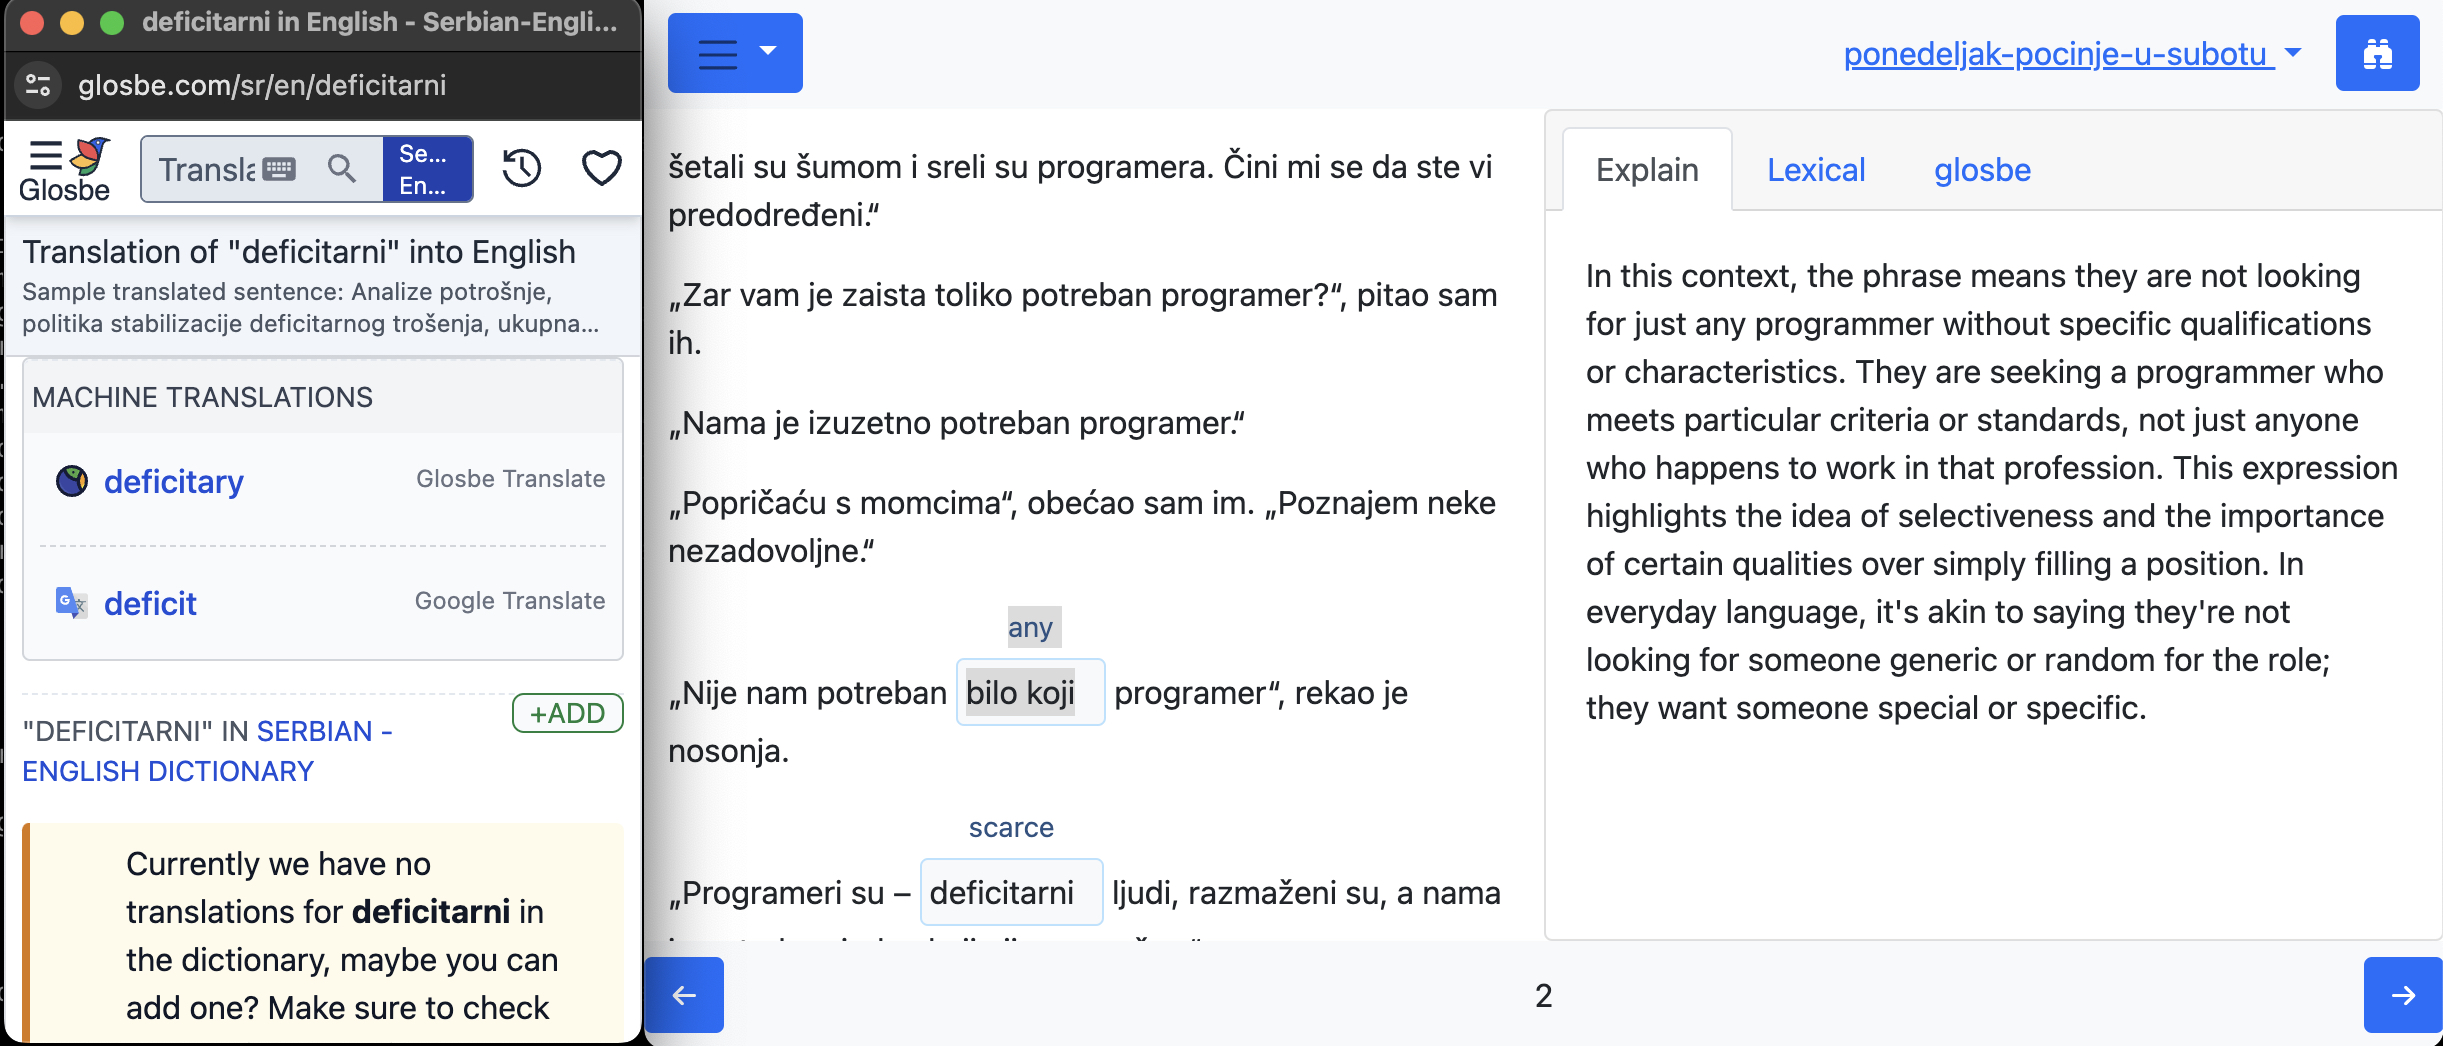 deficitarni in English - Serbian-Engli...
glosbe.com/sr/en/deficitarni
Glosbe
Transla
Se...
En...
Translation of "deficitarni" into English
Sample translated sentence: Analize potrošnje,
politika stabilizacije deficitarnog trošenja, ukupna...
MACHINE TRANSLATIONS
deficitary Glosbe Translate
deficit Google Translate
+ADD
"DEFICITARNI" IN SERBIAN -
ENGLISH DICTIONARY
Currently we have no
translations for deficitarni in
the dictionary, maybe you can
add one? Make sure to check
ponedeljak-pocinje-u-subotu
šetali su šumom i sreli su programera. Čini mi se da ste vi
predodređeni.“
„Zar vam je zaista toliko potreban programer?“, pitao sam
ih.
„Nama je izuzetno potreban programer.“
„Popričaću s momcima“, obećao sam im. „Poznajem neke
nezadovoljne.“
any
„Nije nam potreban bilo koji programer“, rekao je
nosonja.
scarce
„Programeri su – deficitarni ljudi, razmaženi su, a nama
Explain Lexical glosbe
In this context, the phrase means they are not looking
for just any programmer without specific qualifications
or characteristics. They are seeking a programmer who
meets particular criteria or standards, not just anyone
who happens to work in that profession. This expression
highlights the idea of selectiveness and the importance
of certain qualities over simply filling a position. In
everyday language, it's akin to saying they're not
looking for someone generic or random for the role;
they want someone special or specific.
2